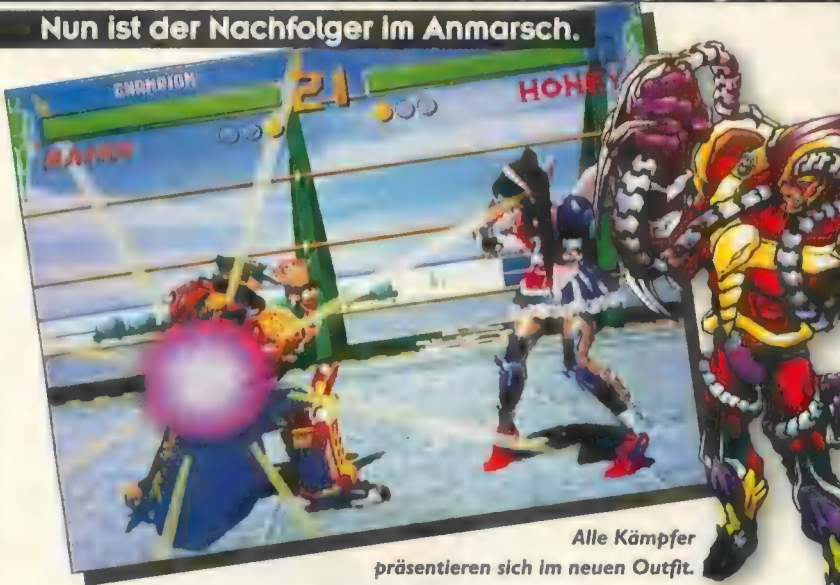 Nun ist der Nachfolger im Anmarsch.
CHAMPION
21
HONEY
Alle Kämpfer
präsentieren sich im neuen Outfit.